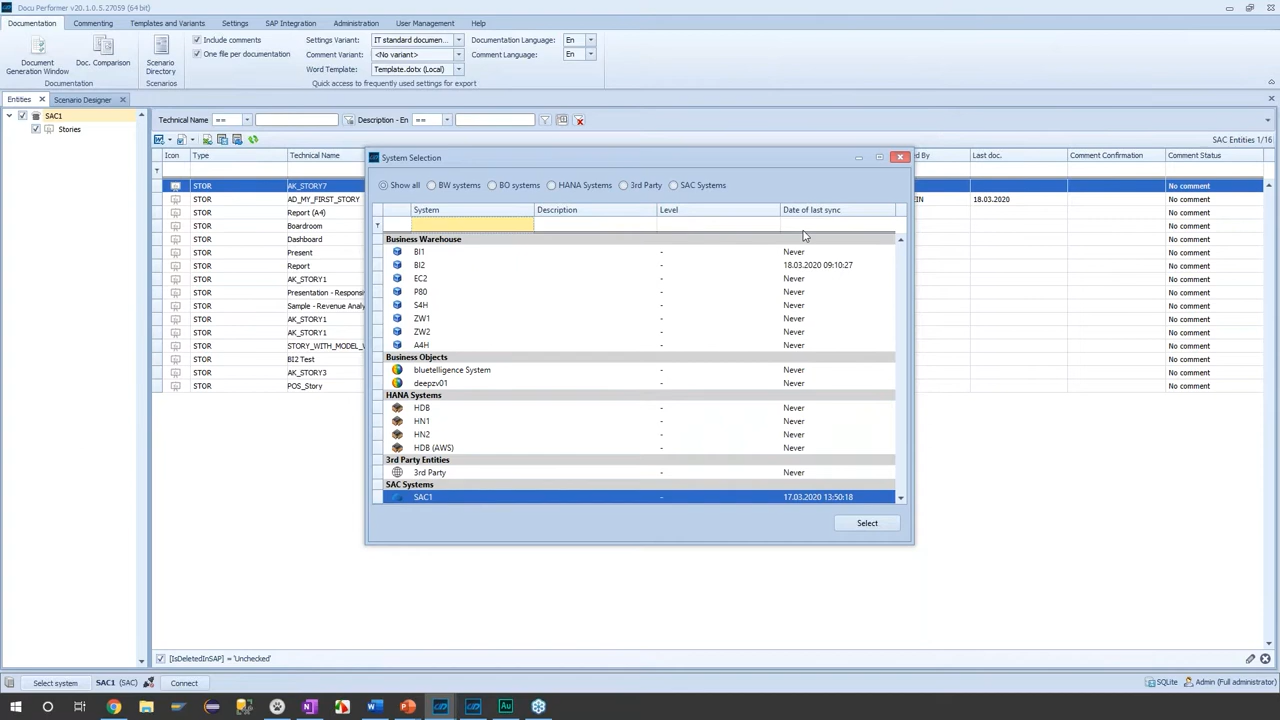 Docu Performer v20.1.0.5.27059 (64 bit)
Documentation Commenting Templates and Variants Settings SAP Integration Administration User Management Help
Include comments Settings Variant: IT standard documen... Documentation Language: En
One file per documentation Comment Variant: <No variant> Comment Language: En
Document Generation Window Doc. Comparison Scenario Directory Word Template: Template.dotx (Local)
Documentation Scenarios Quick access to frequently used settings for export
Entities Scenario Designer
SAC1
Stories
Technical Name == Description - En ==
SAC Entities 1/16
Icon Type Technical Name ed By Last doc. Comment Confirmation Comment Status
STOR AK_STORY7 No comment
STOR AD_MY_FIRST_STORY EIN 18.03.2020 No comment
STOR Report (A4) No comment
STOR Boardroom No comment
STOR Dashboard No comment
STOR Present No comment
STOR Report No comment
STOR AK_STORY1 No comment
STOR Presentation - Responsi No comment
STOR Sample - Revenue Analy No comment
STOR AK_STORY1 No comment
STOR AK_STORY1 No comment
STOR STORY_WITH_MODEL_ No comment
STOR BI2 Test No comment
STOR AK_STORY3 No comment
STOR POS_Story No comment
System Selection
Show all BW systems BO systems HANA Systems 3rd Party SAC Systems
System Description Level Date of last sync
Business Warehouse
BI1 - Never
BI2 - 18.03.2020 09:10:27
EC2 - Never
P80 - Never
S4H - Never
ZW1 - Never
ZW2 - Never
A4H - Never
Business Objects
bluetelligence System - Never
deepzv01 - Never
HANA Systems
HDB - Never
HN1 - Never
HN2 - Never
HDB (AWS) - Never
3rd Party Entities
3rd Party - Never
SAC Systems
SAC1 - 17.03.2020 13:50:18
Select
[IsDeletedInSAP] = 'Unchecked'
Select system SAC1 (SAC) Connect SQLite Admin (Full administrator)